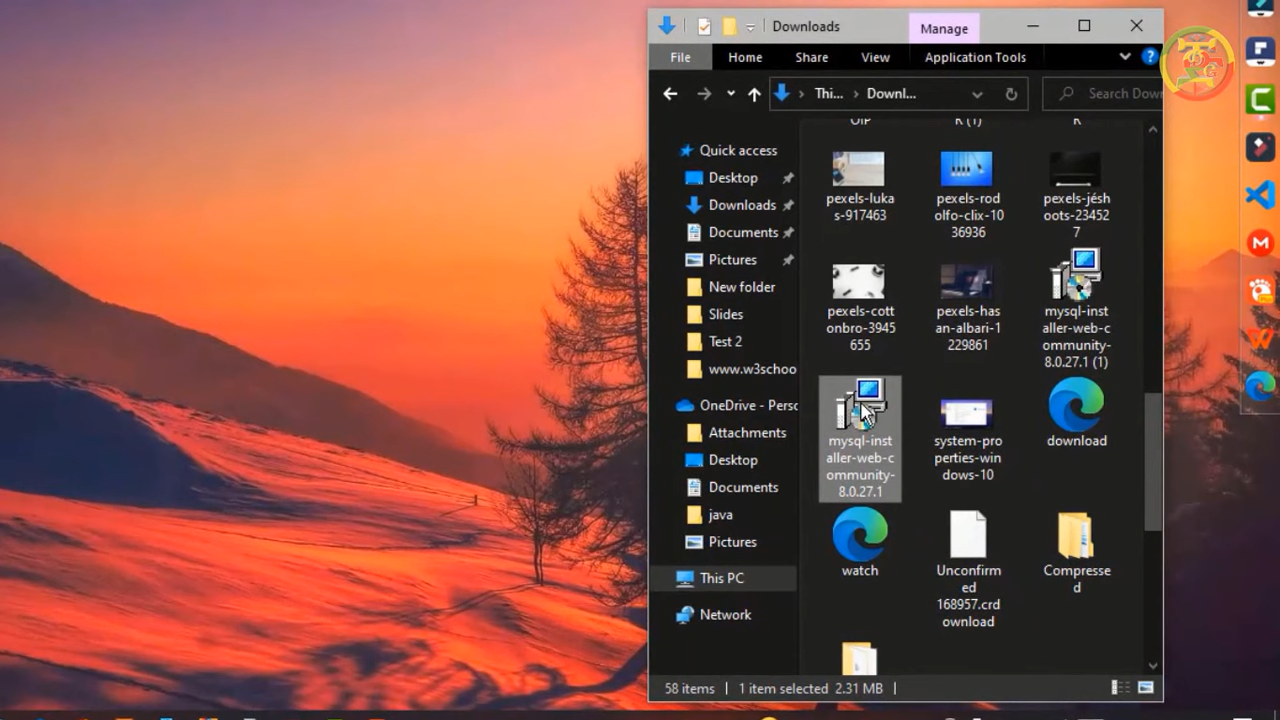 Downloads
Manage
File
Home
Share
View
Application Tools
Thi...
Downl...
Search Dow
Quick access
Desktop
Downloads
Documents
Pictures
New folder
Slides
Test 2
www.w3schoo
OneDrive - Perso
Attachments
Desktop
Documents
java
Pictures
This PC
Network
OIP
R (1)
R
pexels-luka
s-917463
pexels-rod
olfo-clix-10
36936
pexels-jésh
oots-23452
7
pexels-cott
onbro-3945
655
pexels-has
an-albari-1
229861
mysql-inst
aller-web-c
ommunity-
8.0.27.1 (1)
mysql-inst
aller-web-c
ommunity-
8.0.27.1
system-pro
perties-win
dows-10
download
watch
Unconfirm
ed
168957.crd
ownload
Compresse
d
58 items
1 item selected 2.31 MB